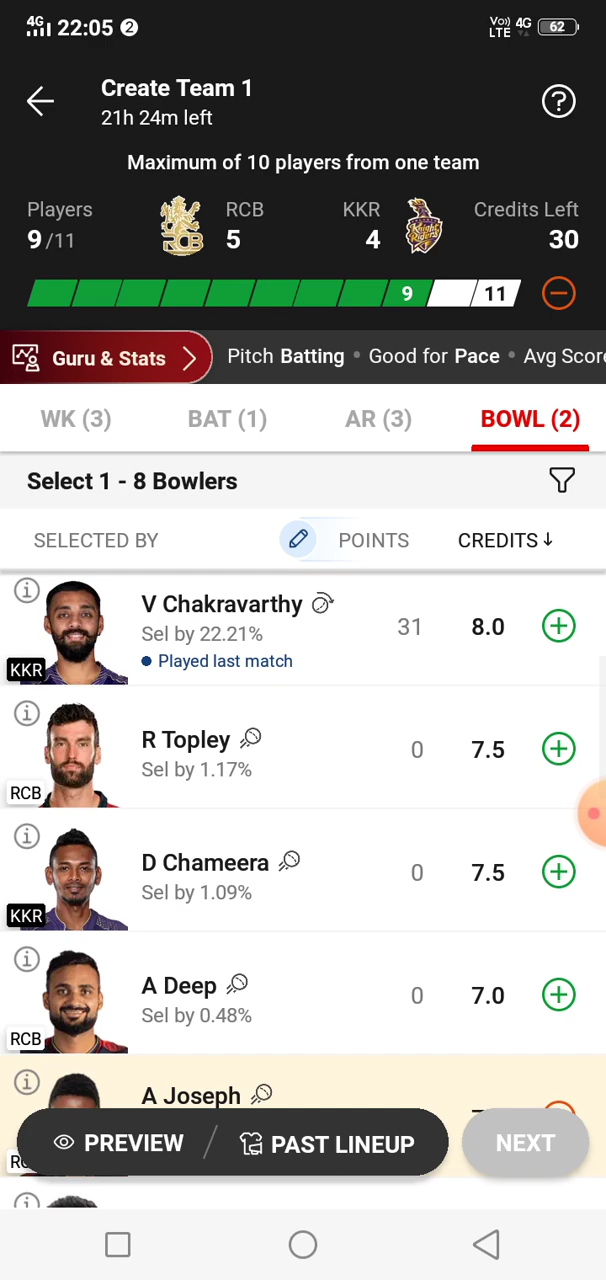 4G 22:05 2 Vo) LTE 4G 62
Create Team 1
21h 24m left
?
Maximum of 10 players from one team
Players RCB KKR Credits Left
9/11 5 4 30
9 11
Guru & Stats Pitch Batting • Good for Pace • Avg Score
WK (3) BAT (1) AR (3) BOWL (2)
Select 1 - 8 Bowlers
SELECTED BY POINTS CREDITS ↓
V Chakravarthy
Sel by 22.21% 31 8.0
Played last match
KKR
R Topley
Sel by 1.17% 0 7.5
RCB
D Chameera
Sel by 1.09% 0 7.5
KKR
A Deep
Sel by 0.48% 0 7.0
RCB
A Joseph
PREVIEW / PAST LINEUP NEXT